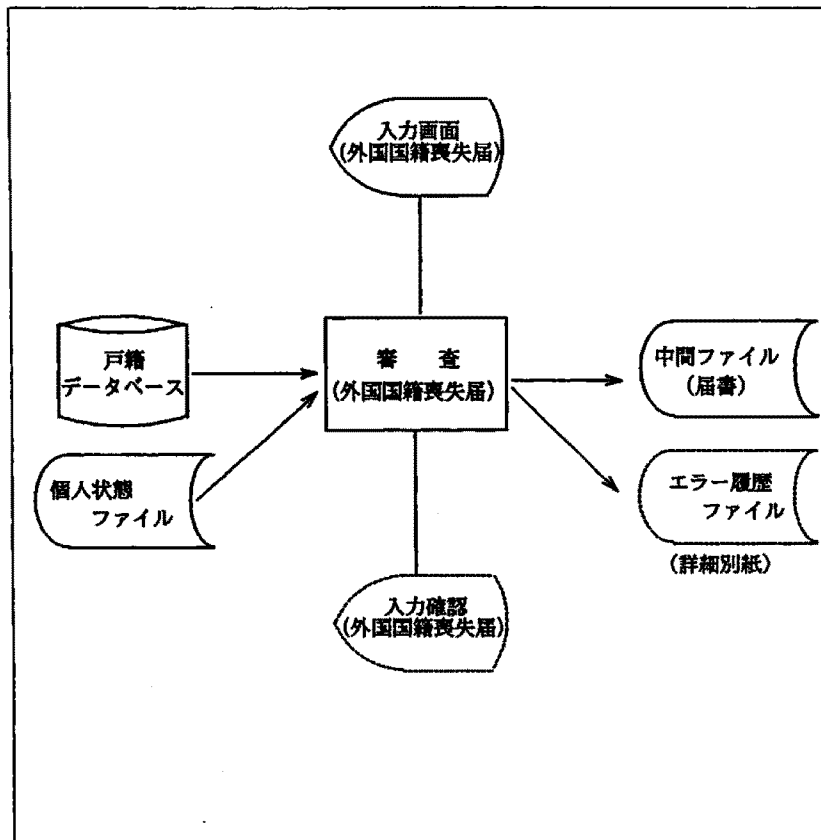 入力画面
(外国国籍喪失届)
戸籍
データベース
審　査
(外国国籍喪失届)
中間ファイル
(届書)
個人状態
ファイル
エラー履歴
ファイル
(詳細別紙)
入力確認
(外国国籍喪失届)